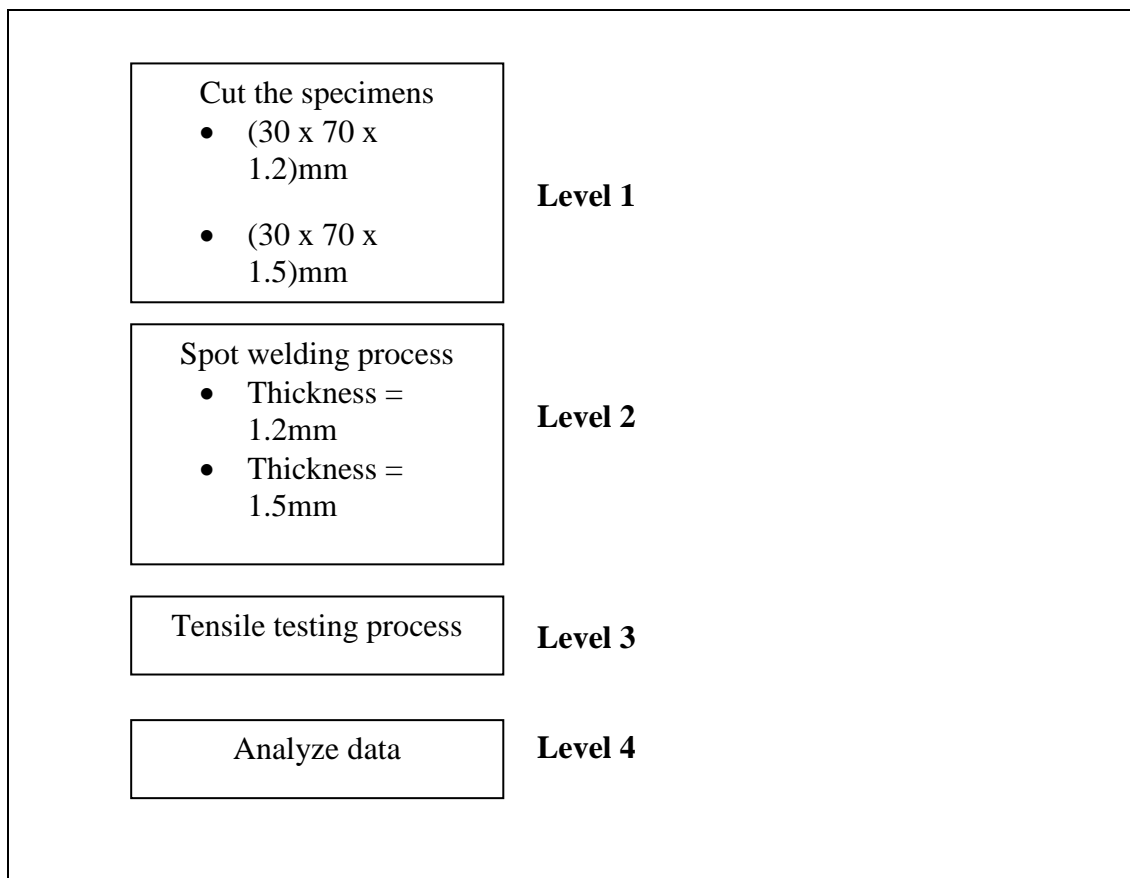 Cut the specimens
• (30 x 70 x
1.2)mm
• (30 x 70 x
1.5)mm
Level 1
Spot welding process
• Thickness =
1.2mm
• Thickness =
1.5mm
Level 2
Tensile testing process
Level 3
Analyze data
Level 4